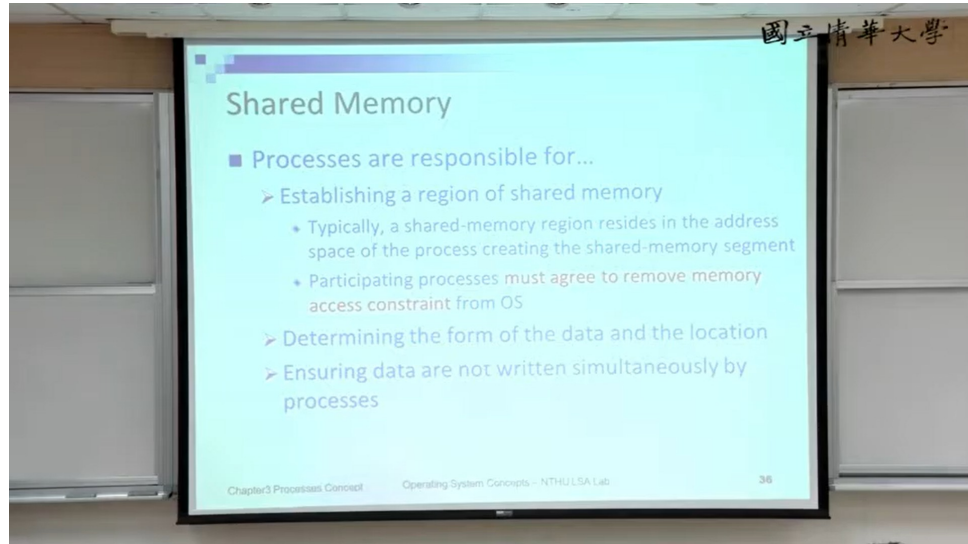 國立清華大學
Shared Memory
■ Processes are responsible for...
➢ Establishing a region of shared memory
• Typically, a shared-memory region resides in the address
space of the process creating the shared-memory segment
• Participating processes must agree to remove memory
access constraint from OS
➢ Determining the form of the data and the location
➢ Ensuring data are not written simultaneously by
processes
Chapter3 Processes Concept Operating System Concepts – NTHU LSA Lab 36